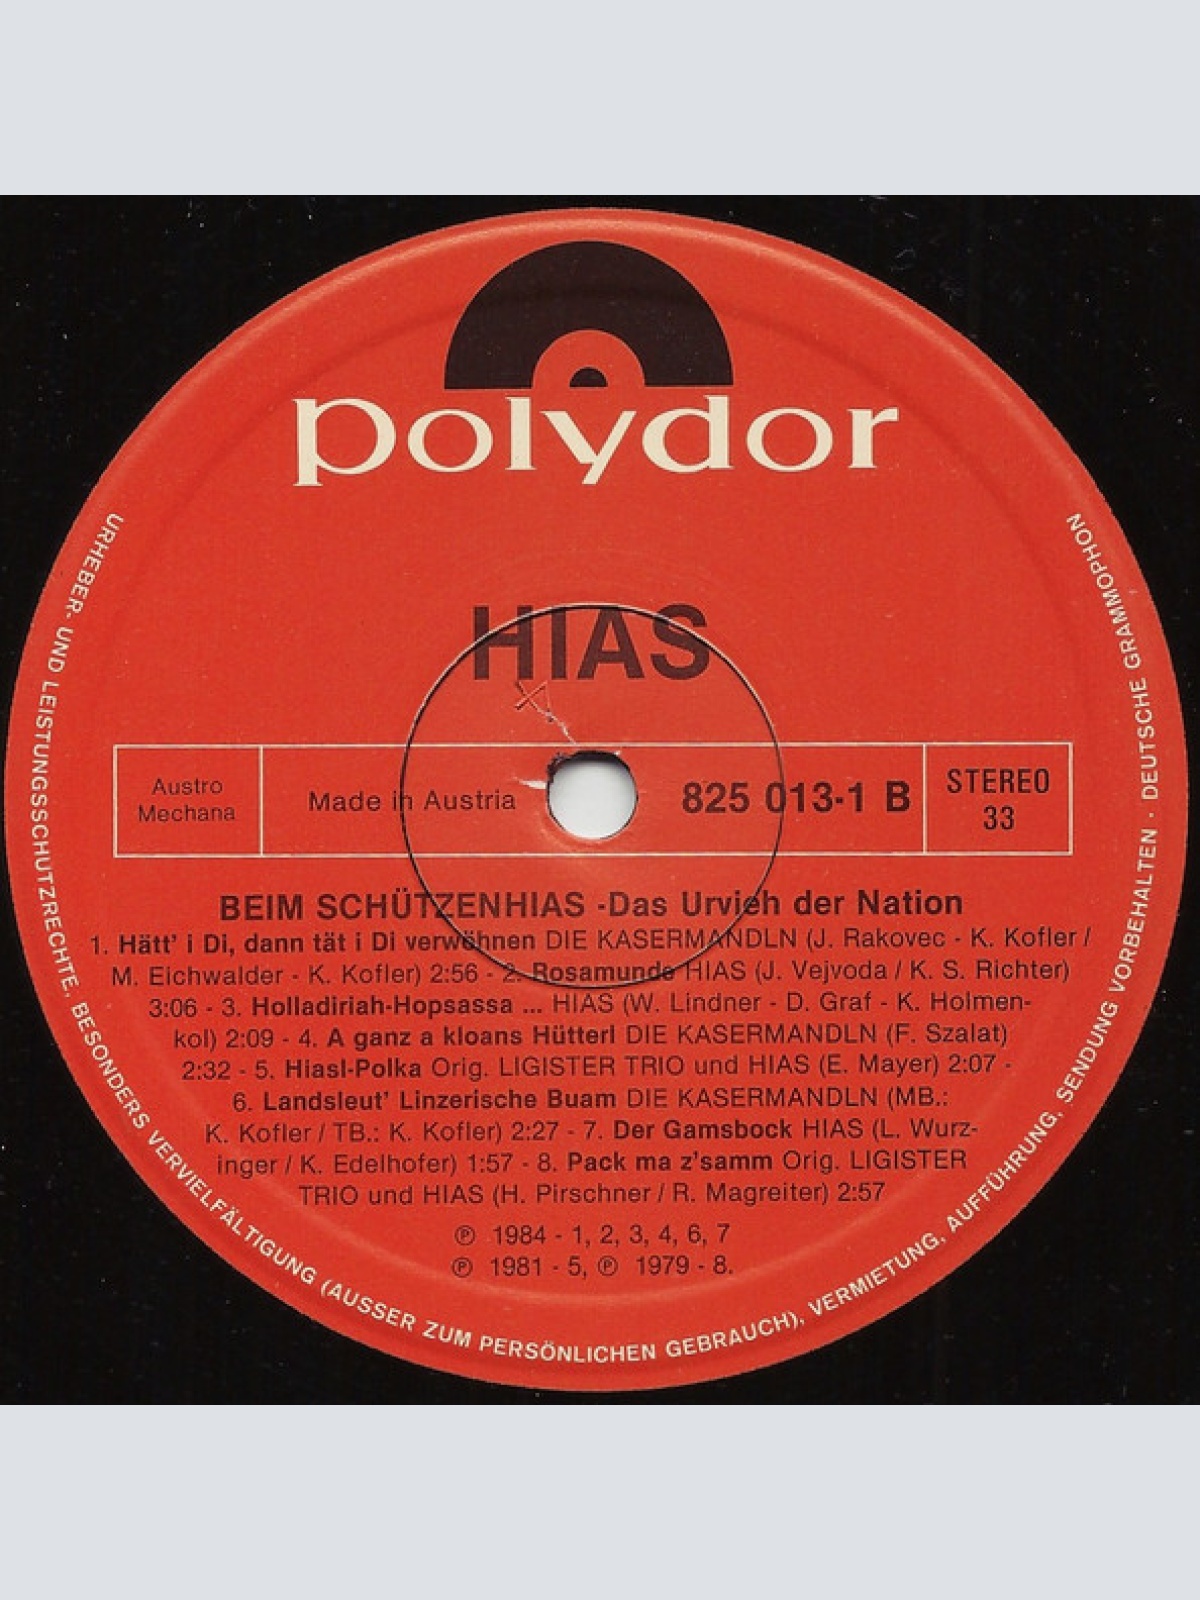 polydor
HIAS
Austro
Mechana
Made in Austria
825 013-1 B
STEREO
33
BEIM SCHÜTZENHIAS -Das Urvieh der Nation
1. Hätt' i Di, dann tät i Di verwöhnen DIE KASERMANDLN (J. Rakovec - K. Kofler /
M. Eichwalder - K. Kofler) 2:56 - 2. Rosamunde HIAS (J. Vejvoda / K. S. Richter)
3:06 - 3. Holladiriah-Hopsassa ... HIAS (W. Lindner - D. Graf - K. Holmen-
kol) 2:09 - 4. A ganz a kloans Hütterl DIE KASERMANDLN (F. Szalat)
2:32 - 5. Hiasl-Polka Orig. LIGISTER TRIO und HIAS (E. Mayer) 2:07 -
6. Landsleut' Linzerische Buam DIE KASERMANDLN (MB.:
K. Kofler / TB.: K. Kofler) 2:27 - 7. Der Gamsbock HIAS (L. Wurz-
inger / K. Edelhofer) 1:57 - 8. Pack ma z'samm Orig. LIGISTER
TRIO und HIAS (H. Pirschner / R. Magreiter) 2:57
℗ 1984 - 1, 2, 3, 4, 6, 7
℗ 1981 - 5, ℗ 1979 - 8.
URHEBER- UND LEISTUNGSSCHUTZRECHTE, BESONDERS VERVIELFÄLTIGUNG (AUSSER ZUM PERSÖNLICHEN GEBRAUCH), VERMIETUNG, AUFFÜHRUNG, SENDUNG VORBEHALTEN · DEUTSCHE GRAMMOPHON